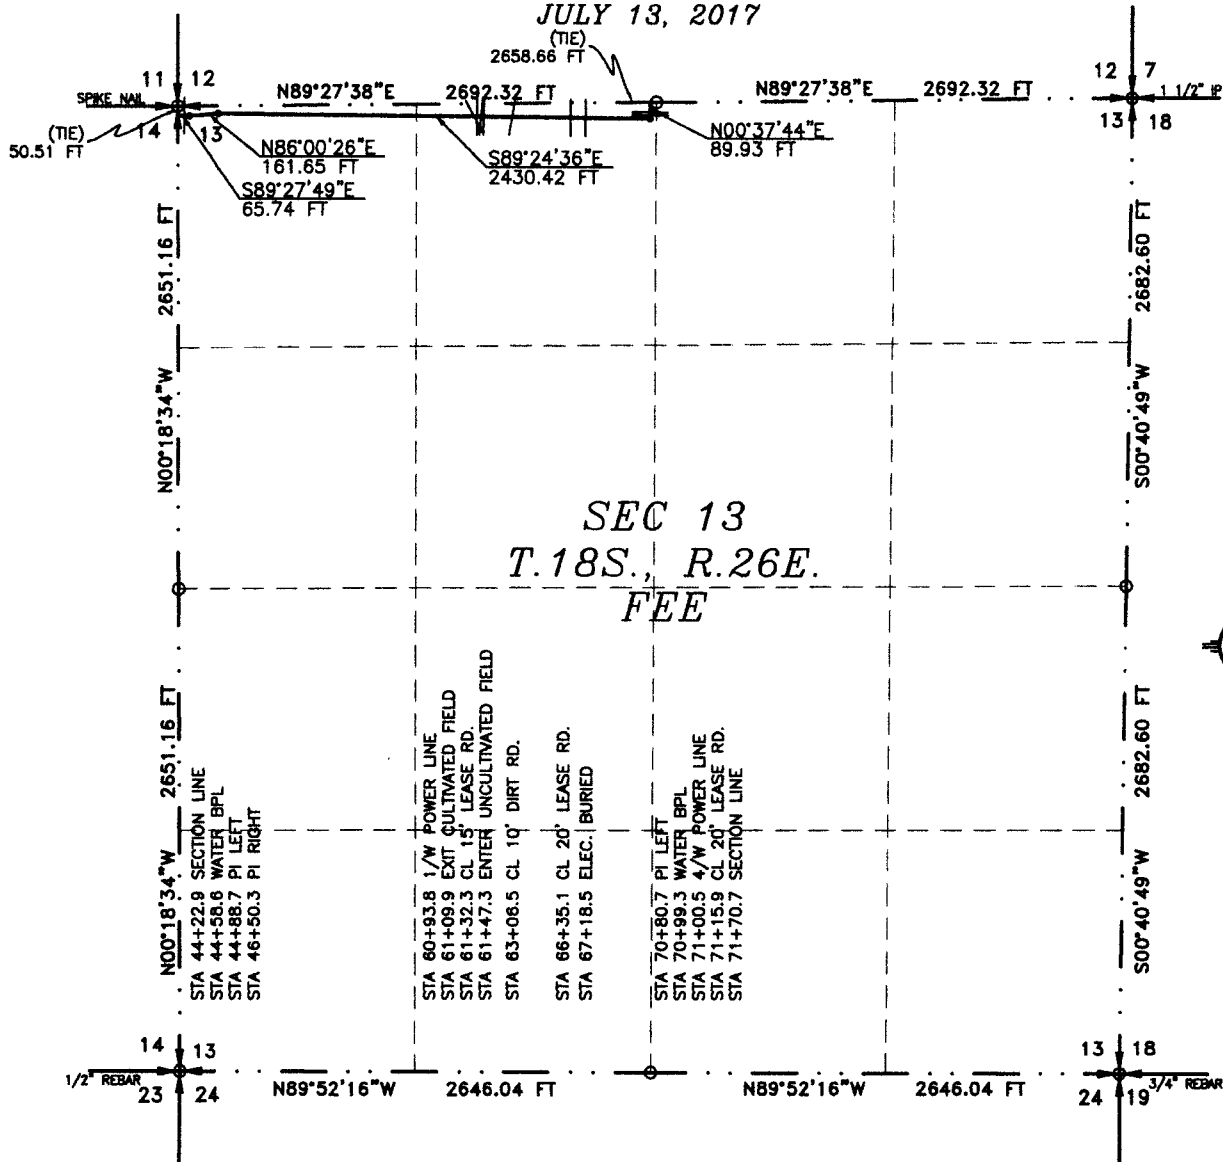 JULY 13, 2017
(TIE)
2658.66 FT
11 12
12 7
N89°27'38"E 2692.32 FT
N89°27'38"E 2692.32 FT
SPIKE NAIL
1 1/2" IP
(TIE)
50.51 FT
14 13
13 18
N86°00'26"E
161.65 FT
S89°27'49"E
65.74 FT
S89°24'36"E
2430.42 FT
N00°37'44"E
89.93 FT
N00°18'34"W 2651.16 FT
S00°40'49"W 2682.60 FT
SEC 13
T.18S., R.26E.
FEE
N00°18'34"W 2651.16 FT
S00°40'49"W 2682.60 FT
STA 44+22.9 SECTION LINE
STA 44+58.6 WATER BPL
STA 44+88.7 PI LEFT
STA 46+50.3 PI RIGHT
STA 60+93.8 1/W POWER LINE
STA 61+09.9 EXIT CULTIVATED FIELD
STA 61+32.3 CL 15' LEASE RD.
STA 61+47.3 ENTER UNCULTIVATED FIELD
STA 63+06.5 CL 10' DIRT RD.
STA 66+35.1 CL 20' LEASE RD.
STA 67+18.5 ELEC. BURIED
STA 70+80.7 PI LEFT
STA 70+99.3 WATER BPL
STA 71+00.5 4/W POWER LINE
STA 71+15.9 CL 20' LEASE RD.
STA 71+70.7 SECTION LINE
14 13
13 18
1/2" REBAR
3/4" REBAR
23 24
24 19
N89°52'16"W 2646.04 FT
N89°52'16"W 2646.04 FT